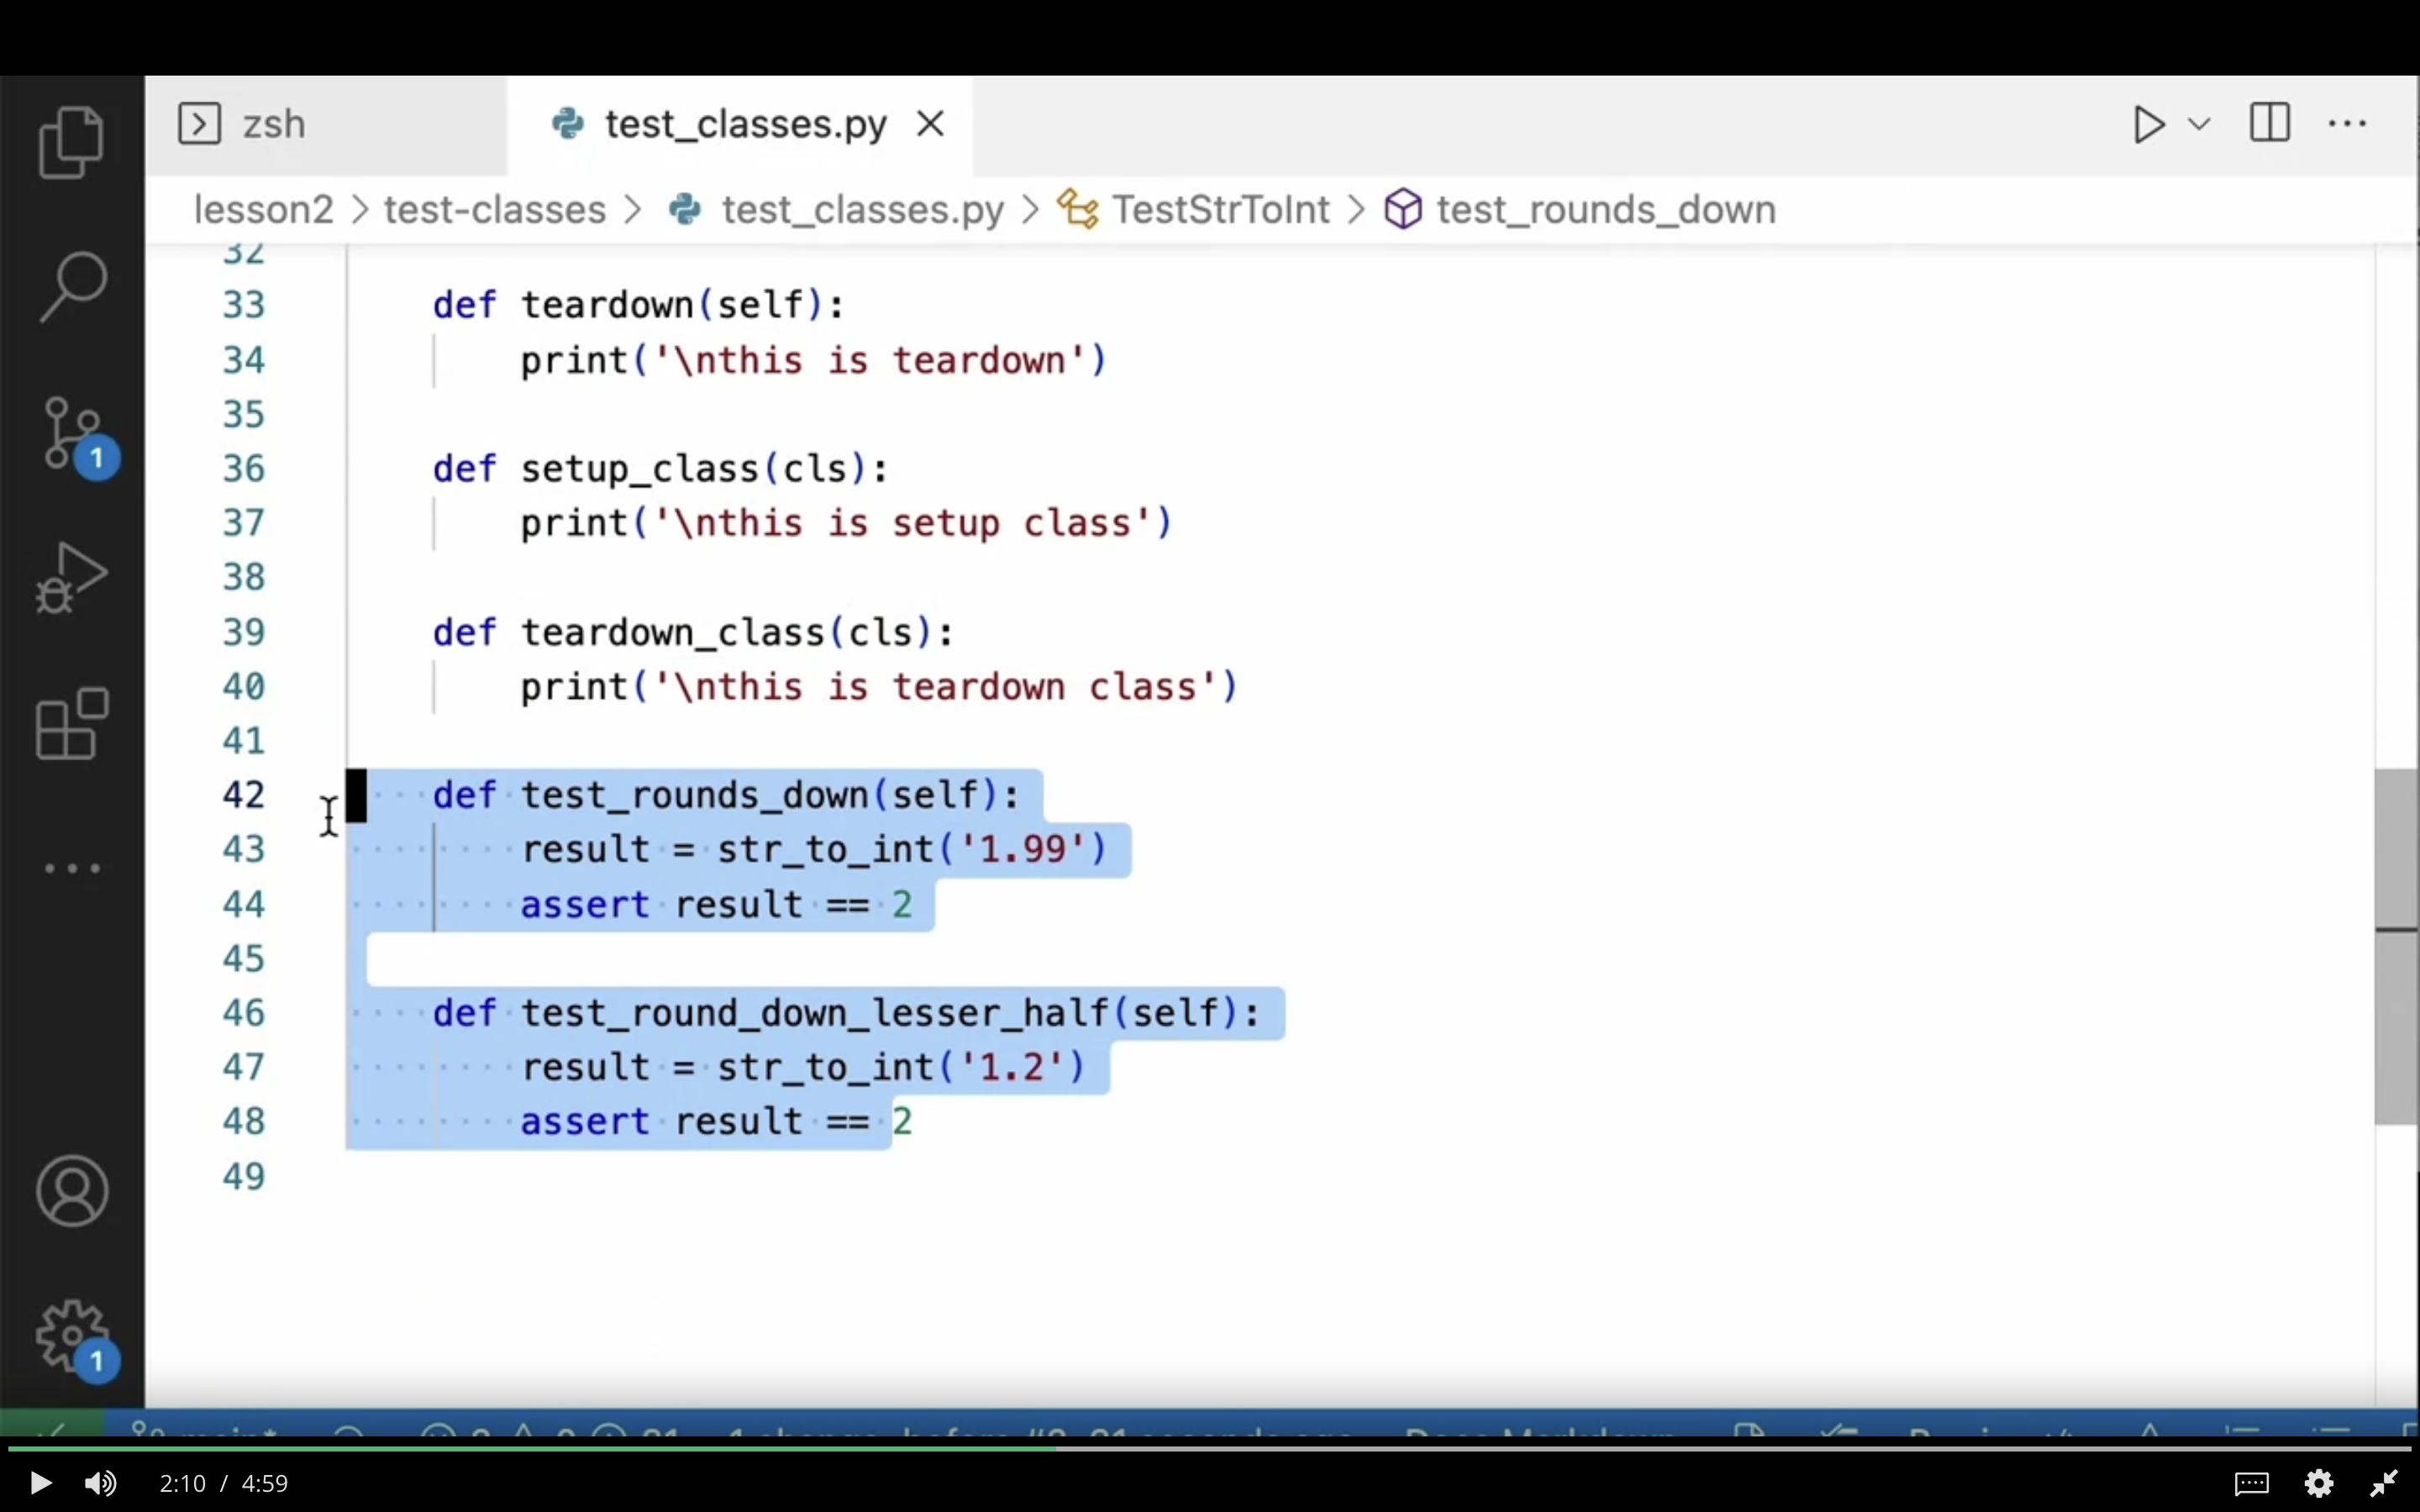 zsh test_classes.py
lesson2 > test-classes > test_classes.py > TestStrToInt > test_rounds_down
32
33 def teardown(self):
34 print('\nthis is teardown')
35
36 def setup_class(cls):
37 print('\nthis is setup class')
38
39 def teardown_class(cls):
40 print('\nthis is teardown class')
41
42 def test_rounds_down(self):
43 result = str_to_int('1.99')
44 assert result == 2
45
46 def test_round_down_lesser_half(self):
47 result = str_to_int('1.2')
48 assert result == 2
49
1
1
2:10 / 4:59